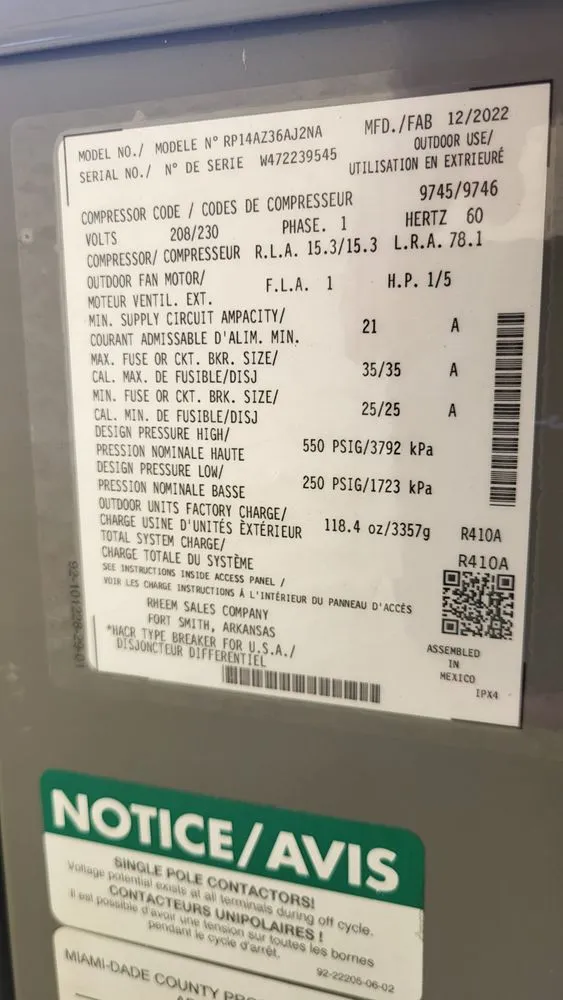 MODEL NO./ MODELE N° RP14AZ36AJ2NA MFD./FAB 12/2022
SERIAL NO./ N° DE SERIE W472239545 OUTDOOR USE/
UTILISATION EN EXTRIEURÉ
COMPRESSOR CODE / CODES DE COMPRESSEUR 9745/9746
VOLTS 208/230 PHASE. 1 HERTZ 60
COMPRESSOR/ COMPRESSEUR R.L.A. 15.3/15.3 L.R.A. 78.1
OUTDOOR FAN MOTOR/ F.L.A. 1 H.P. 1/5
MOTEUR VENTIL. EXT.
MIN. SUPPLY CIRCUIT AMPACITY/ 21 A
COURANT ADMISSABLE D'ALIM. MIN.
MAX. FUSE OR CKT. BKR. SIZE/ 35/35 A
CAL. MAX. DE FUSIBLE/DISJ
MIN. FUSE OR CKT. BRK. SIZE/ 25/25 A
CAL. MIN. DE FUSIBLE/DISJ
DESIGN PRESSURE HIGH/
PRESSION NOMINALE HAUTE 550 PSIG/3792 kPa
DESIGN PRESSURE LOW/
PRESSION NOMINALE BASSE 250 PSIG/1723 kPa
OUTDOOR UNITS FACTORY CHARGE/
CHARGE USINE D'UNITÉS ÈXTÉRIEUR 118.4 oz/3357g R410A
TOTAL SYSTEM CHARGE/
CHARGE TOTALE DU SYSTÈME R410A
SEE INSTRUCTIONS INSIDE ACCESS PANEL /
VOIR LES CHARGE INSTRUCTIONS À L'INTÉRIEUR DU PANNEAU D'ACCÈS
RHEEM SALES COMPANY
FORT SMITH, ARKANSAS
*HACR TYPE BREAKER FOR U.S.A./
DISJONCTEUR DIFFERENTIEL
ASSEMBLED
IN
MEXICO
IPX4
92-101228-29-01
NOTICE/AVIS
SINGLE POLE CONTACTORS!
Voltage potential exists at all terminals during off cycle.
CONTACTEURS UNIPOLAIRES !
Il est possible d'avoir une tension sur toutes les bornes
pendant le cycle d'arrêt.
92-22205-06-02
MIAMI-DADE COUNTY